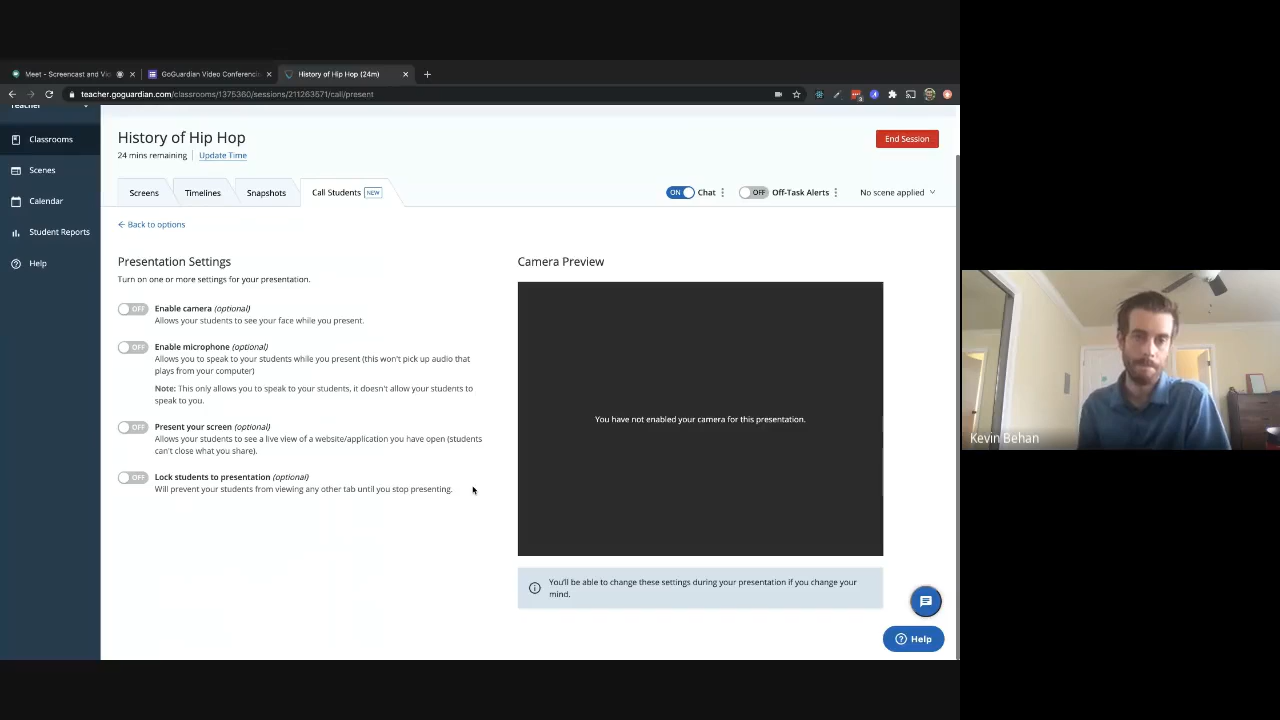 Meet - Screencast and Vi
GoGuardian Video Conferenci
History of Hip Hop (24m)
teacher.goguardian.com/classrooms/1375360/sessions/211263571/call/present
Teacher
Classrooms
Scenes
Calendar
Student Reports
Help
History of Hip Hop
24 mins remaining | Update Time
End Session
Screens
Timelines
Snapshots
Call Students NEW
ON Chat
OFF Off-Task Alerts
No scene applied
← Back to options
Presentation Settings
Turn on one or more settings for your presentation.
OFF Enable camera (optional)
Allows your students to see your face while you present.
OFF Enable microphone (optional)
Allows you to speak to your students while you present (this won't pick up audio that
plays from your computer)
Note: This only allows you to speak to your students, it doesn't allow your students to
speak to you.
OFF Present your screen (optional)
Allows your students to see a live view of a website/application you have open (students
can't close what you share).
OFF Lock students to presentation (optional)
Will prevent your students from viewing any other tab until you stop presenting.
Camera Preview
You have not enabled your camera for this presentation.
You'll be able to change these settings during your presentation if you change your
mind.
Help
Kevin Behan